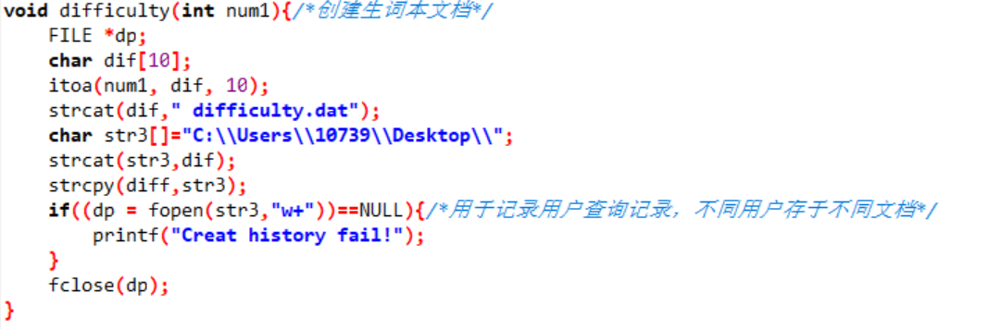 void difficulty(int num1){/*创建生词本文档*/
    FILE *dp;
    char dif[10];
    itoa(num1, dif, 10);
    strcat(dif," difficulty.dat");
    char str3[]="C:\\Users\\10739\\Desktop\\";
    strcat(str3,dif);
    strcpy(diff,str3);
    if((dp = fopen(str3,"w+"))==NULL){/*用于记录用户查询记录，不同用户存于不同文档*/
        printf("Creat history fail!");
    }
    fclose(dp);
}